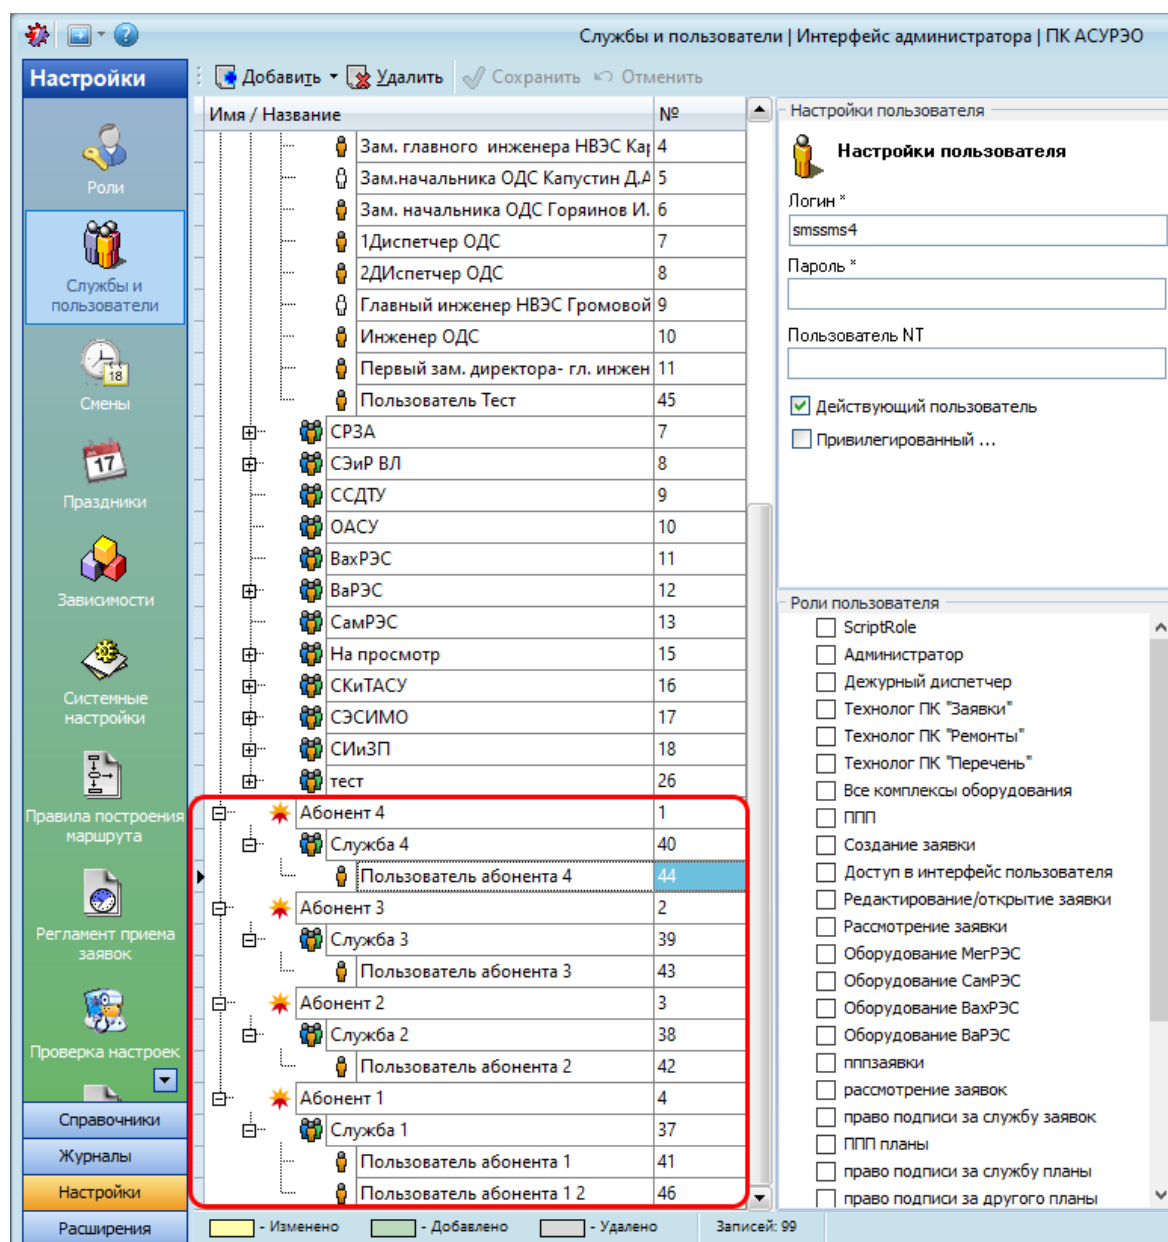 Службы и пользователи | Интерфейс администратора | ПК АСУРЭО
Настройки
Добавить Удалить Сохранить Отменить
Роли
Службы и
пользователи
18
Смены
17
Праздники
Зависимости
Системные
настройки
Правила построения
маршрута
Регламент приема
заявок
Проверка настроек
Справочники
Журналы
Настройки
Расширения
Имя / Название №
Зам. главного инженера НВЭС Кар 4
Зам.начальника ОДС Капустин Д.А 5
Зам. начальника ОДС Горяинов И. 6
1Диспетчер ОДС 7
2ДИспетчер ОДС 8
Главный инженер НВЭС Громовой 9
Инженер ОДС 10
Первый зам. директора- гл. инжен 11
Пользователь Тест 45
СРЗА 7
СЭиР ВЛ 8
ССДТУ 9
ОАСУ 10
ВахРЭС 11
ВаРЭС 12
СамРЭС 13
На просмотр 15
СКиТАСУ 16
СЭСИМО 17
СИиЗП 18
тест 26
Абонент 4 1
Служба 4 40
Пользователь абонента 4 44
Абонент 3 2
Служба 3 39
Пользователь абонента 3 43
Абонент 2 3
Служба 2 38
Пользователь абонента 2 42
Абонент 1 4
Служба 1 37
Пользователь абонента 1 41
Пользователь абонента 1 2 46
- Изменено - Добавлено - Удалено Записей: 99
Настройки пользователя
Настройки пользователя
Логин *
smssms4
Пароль *
Пользователь NT
Действующий пользователь
Привилегированный ...
Роли пользователя
ScriptRole
Администратор
Дежурный диспетчер
Технолог ПК "Заявки"
Технолог ПК "Ремонты"
Технолог ПК "Перечень"
Все комплексы оборудования
ППП
Создание заявки
Доступ в интерфейс пользователя
Редактирование/открытие заявки
Рассмотрение заявки
Оборудование МегРЭС
Оборудование СамРЭС
Оборудование ВахРЭС
Оборудование ВаРЭС
пппзаявки
рассмотрение заявок
право подписи за службу заявок
ППП планы
право подписи за службу планы
право подписи за другого планы